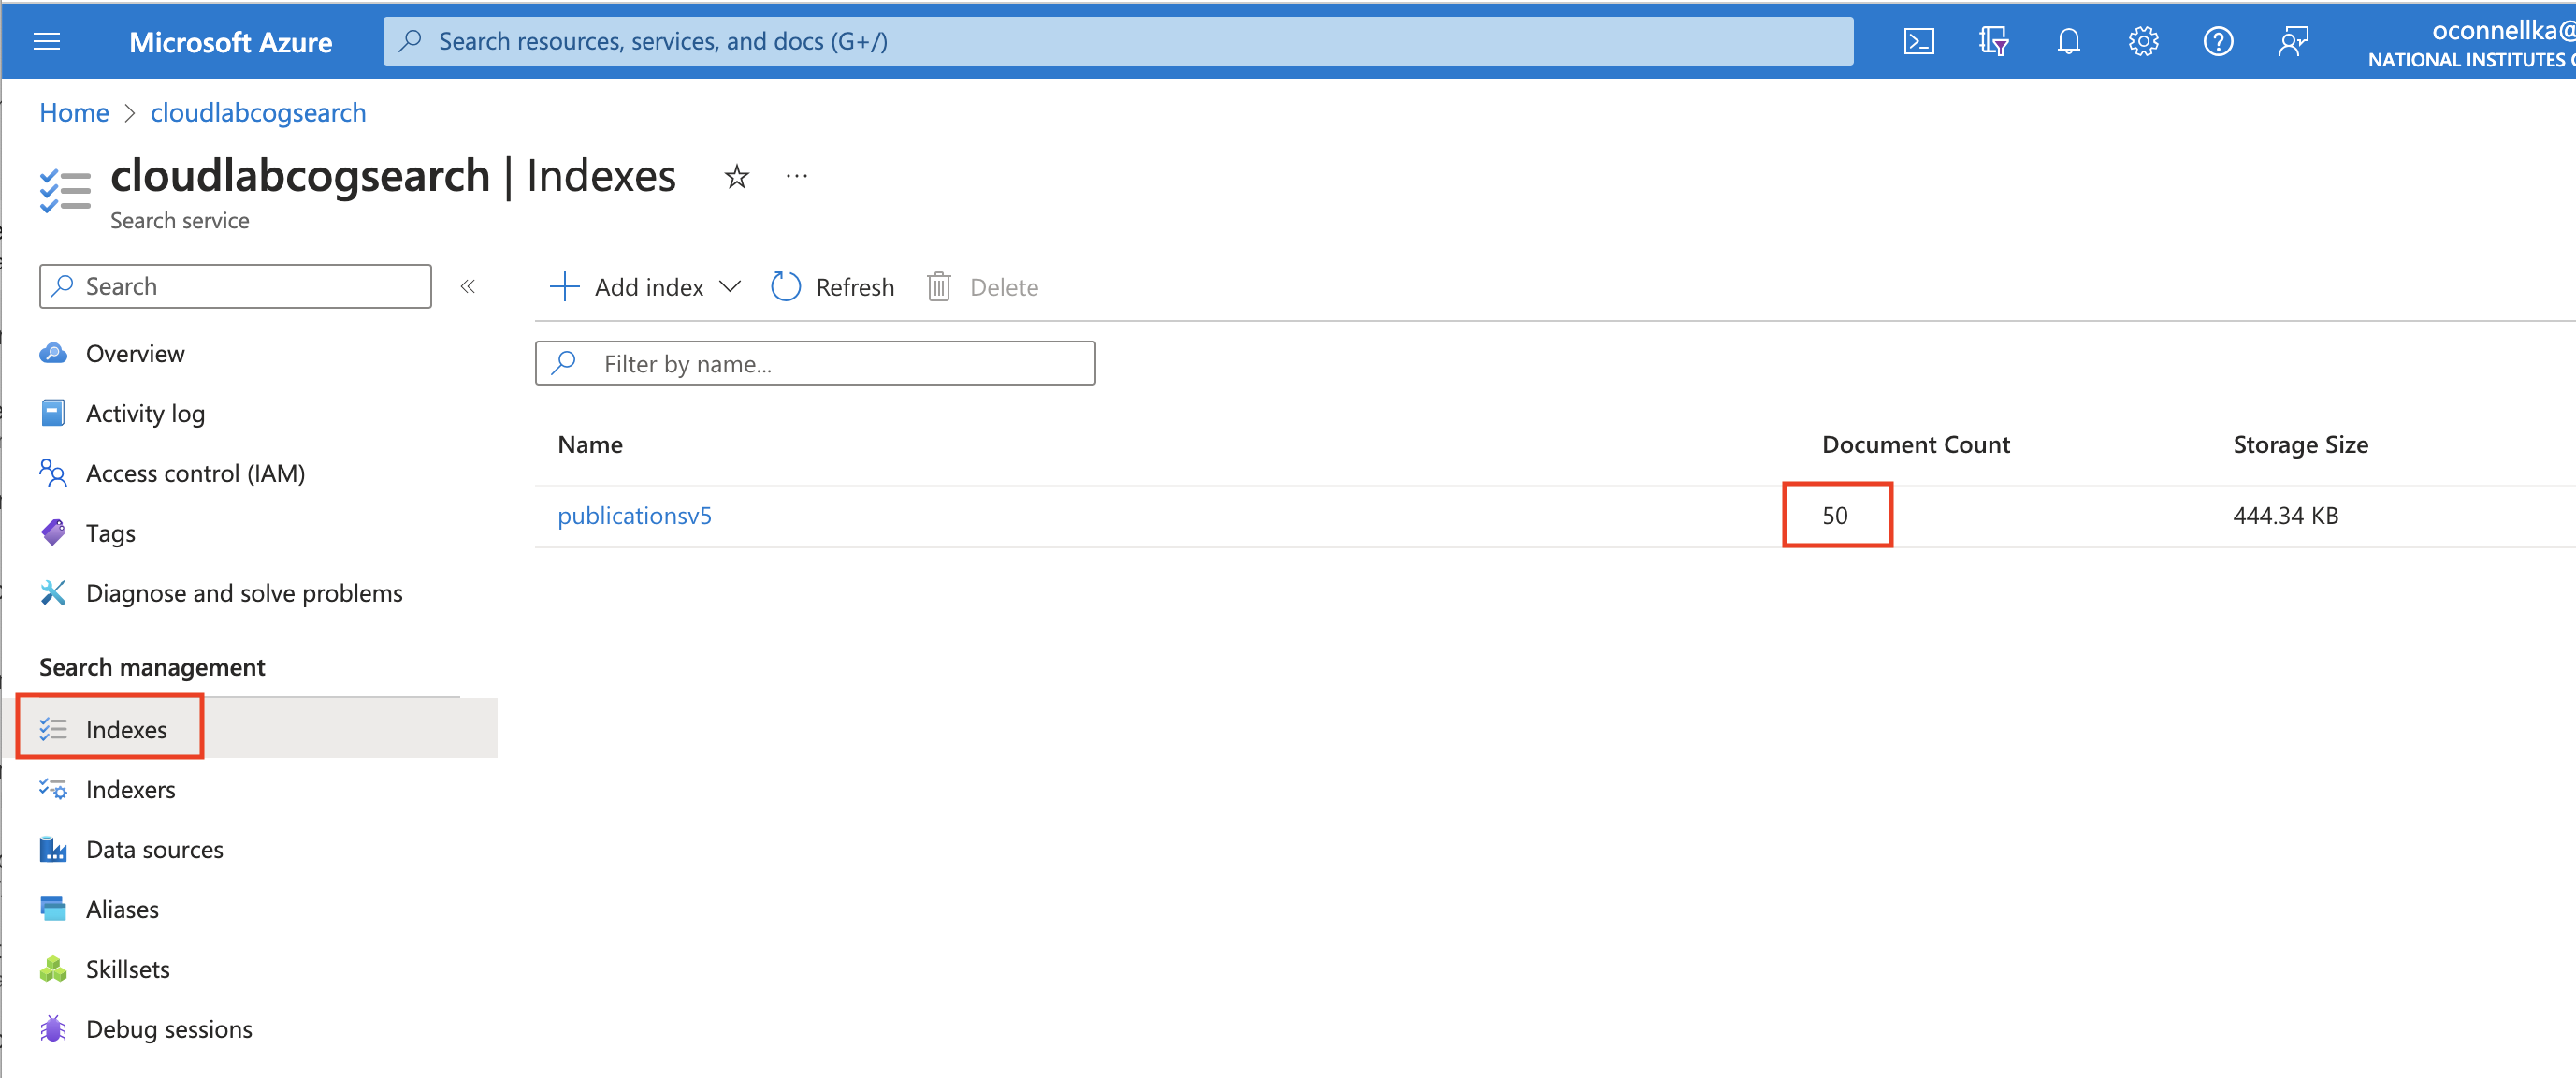 Microsoft Azure
Search resources, services, and docs (G+/)
oconnellka@
NATIONAL INSTITUTES
Home > cloudlabcogsearch
cloudlabcogsearch | Indexes
Search service
Search
Add index
Refresh
Delete
Overview
Filter by name...
Activity log
Name
Document Count
Storage Size
Access control (IAM)
publicationsv5
50
444.34 KB
Tags
Diagnose and solve problems
Search management
Indexes
Indexers
Data sources
Aliases
Skillsets
Debug sessions